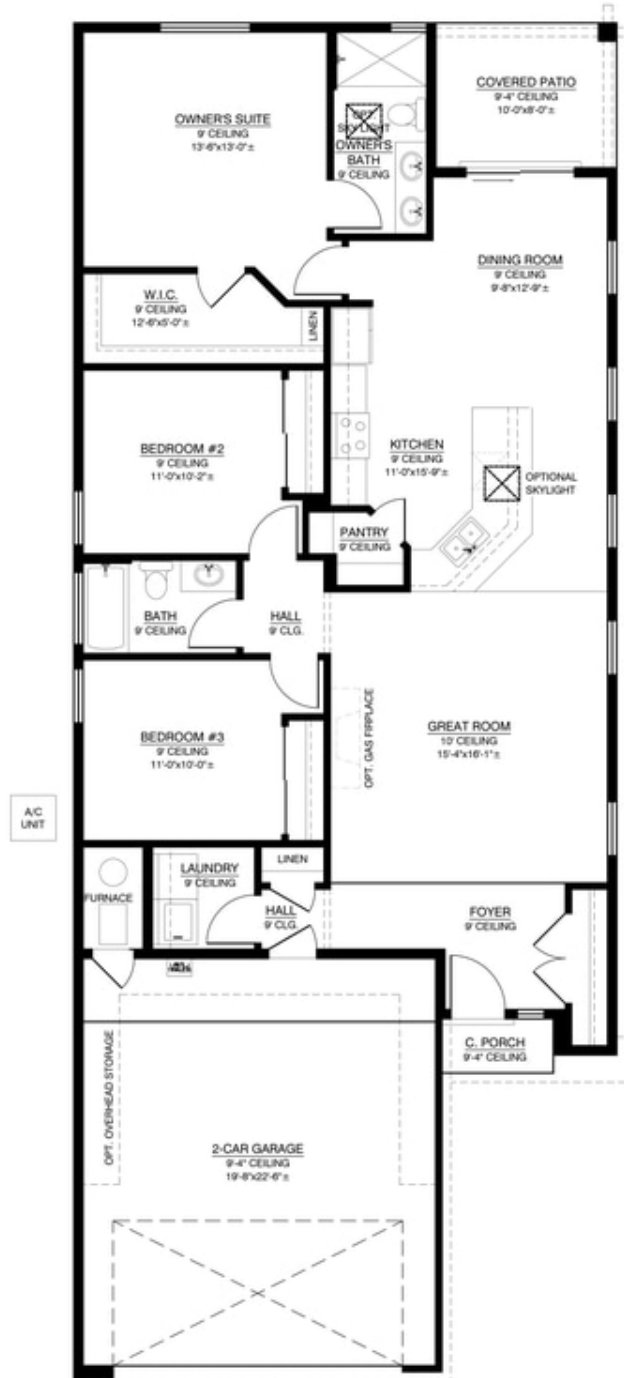 COVERED PATIO
9'-4" CEILING
10'-0"x8'-0"±
OWNER'S SUITE
9' CEILING
13'-6"x13'-0"±
OPT.
SKYLIGHT
OWNER'S
BATH
9' CEILING
DINING ROOM
9' CEILING
9'-8"x12'-9"±
W.I.C.
9' CEILING
12'-6"x5'-0"±
LINEN
BEDROOM #2
9' CEILING
11'-0"x10'-2"±
KITCHEN
9' CEILING
11'-0"x15'-9"±
OPTIONAL
SKYLIGHT
PANTRY
9' CEILING
BATH
9' CEILING
HALL
9' CLG.
BEDROOM #3
9' CEILING
11'-0"x10'-0"±
OPT. GAS FIRPLACE
GREAT ROOM
10' CEILING
15'-4"x16'-1"±
A/C
UNIT
FURNACE
LAUNDRY
9' CEILING
LINEN
HALL
9' CLG.
FOYER
9' CEILING
C. PORCH
9'-4" CEILING
OPT. OVERHEAD STORAGE
2-CAR GARAGE
9'-4" CEILING
19'-8"x22'-6"±